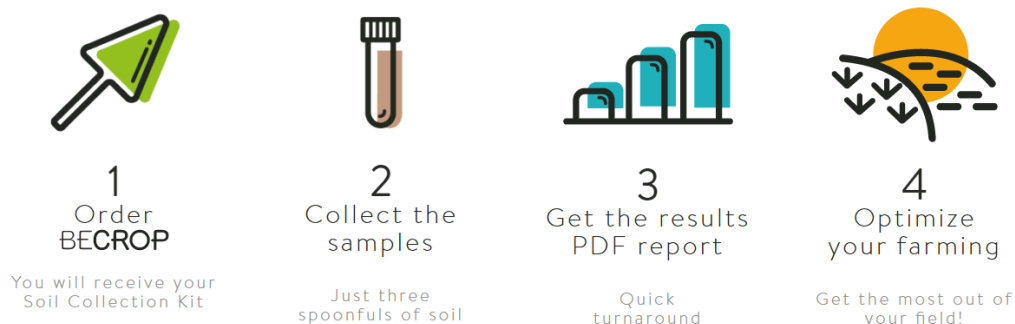 1
Order
BECROP
You will receive your
Soil Collection Kit
2
Collect the
samples
Just three
spoonfuls of soil
3
Get the results
PDF report
Quick
turnaround
4
Optimize
your farming
Get the most out of
your field!